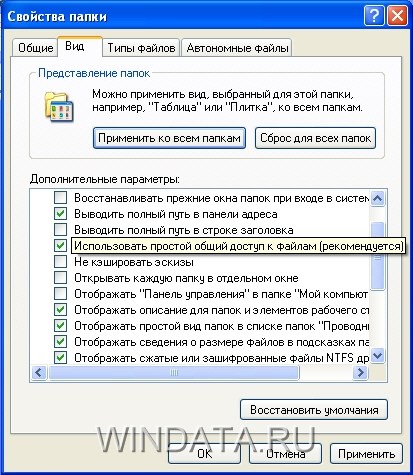 Свойства папки
Общие
Вид
Типы файлов
Автономные файлы
Представление папок
Можно применить вид, выбранный для этой папки,
например, "Таблица" или "Плитка", ко всем папкам.
Применить ко всем папкам
Сброс для всех папок
Дополнительные параметры:
Восстанавливать прежние окна папок при входе в систем
Выводить полный путь в панели адреса
Выводить полный путь в строке заголовка
Использовать простой общий доступ к файлам (рекомендуется)
Не кэшировать эскизы
Открывать каждую папку в отдельном окне
Отображать "Панель управления" в папке "Мой компьют
Отображать описание для папок и элементов рабочего ст
Отображать простой вид папок в списке папок "Проводни
Отображать сведения о размере файлов в подсказках па
Отображать сжатые или зашифрованные файлы NTFS др
Восстановить умолчания
WINDATA.RU
ОК
Отмена
Применить